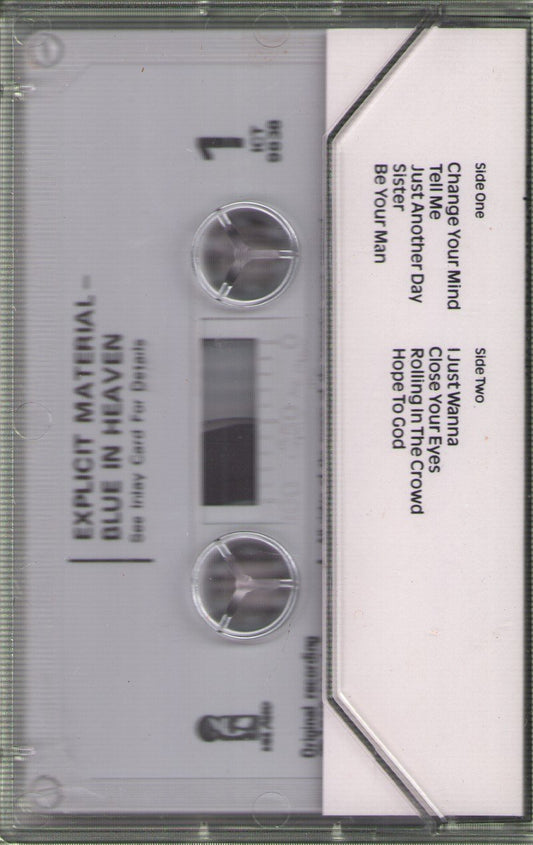 Side One
Change Your Mind
Tell Me
Just Another Day
Sister
Be Your Man
Side Two
I Just Wanna
Close Your Eyes
Rolling In The Crowd
Hope To God
1
EXPLICIT MATERIAL –
BLUE IN HEAVEN
See Inlay Card For Details
Original recording